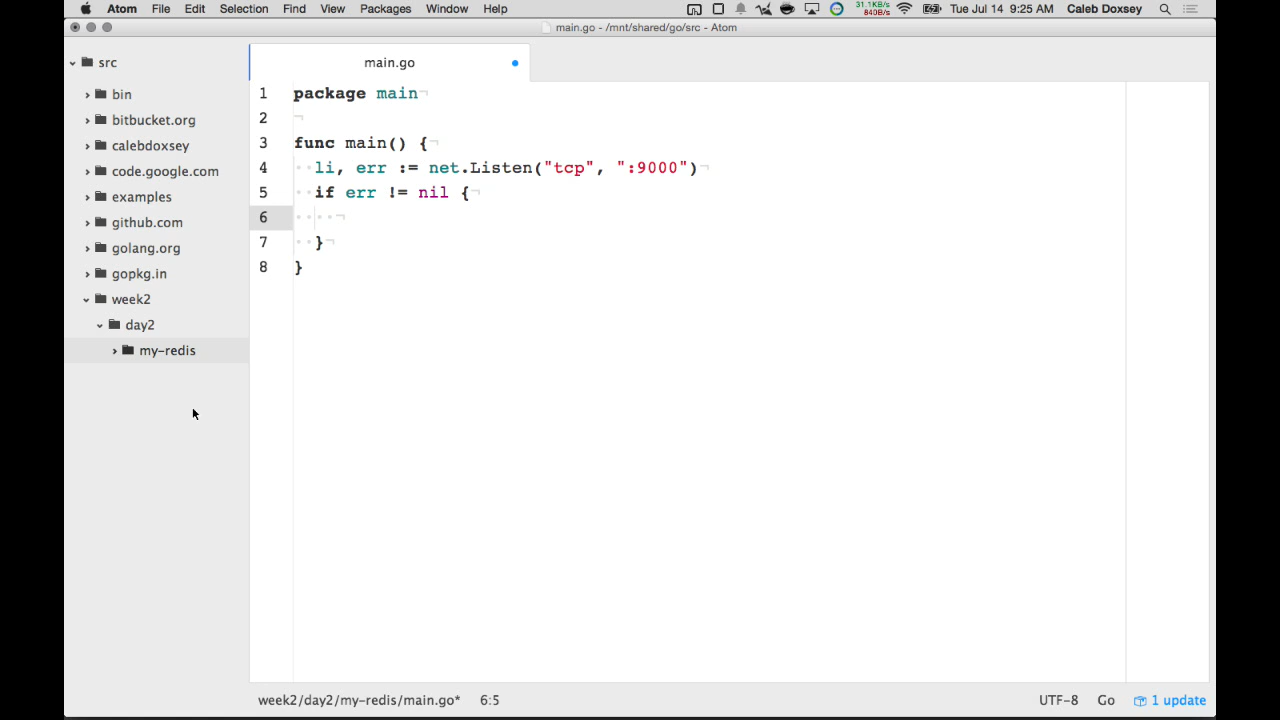 Atom File Edit Selection Find View Packages Window Help 31.1KB/s 840B/s Tue Jul 14 9:25 AM Caleb Doxsey
main.go - /mnt/shared/go/src - Atom
src
bin
bitbucket.org
calebdoxsey
code.google.com
examples
github.com
golang.org
gopkg.in
week2
day2
my-redis
main.go
1 package main
2
3 func main() {
4 li, err := net.Listen("tcp", ":9000")
5 if err != nil {
6
7 }
8 }
week2/day2/my-redis/main.go* 6:5 UTF-8 Go 1 update